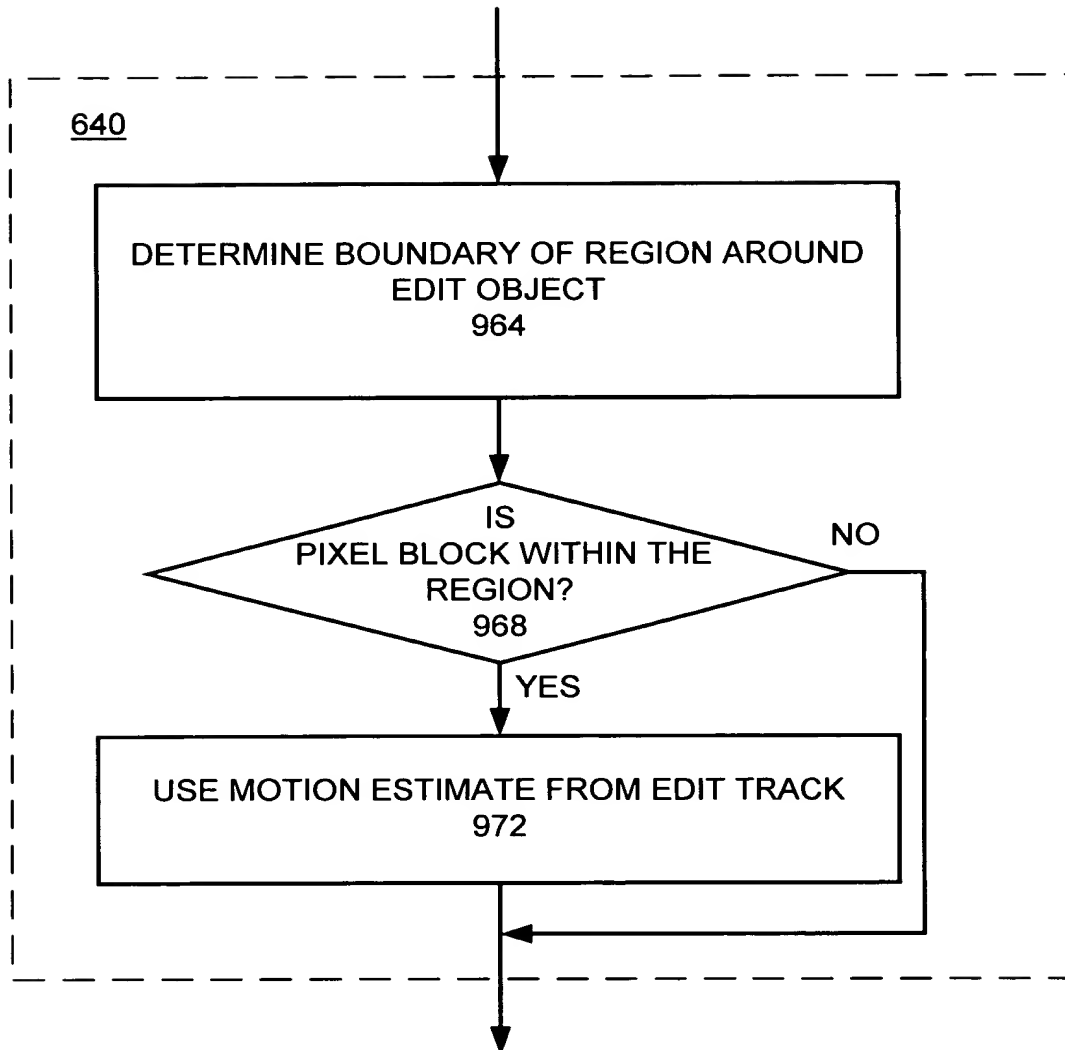 640
DETERMINE BOUNDARY OF REGION AROUND
EDIT OBJECT
964
IS
PIXEL BLOCK WITHIN THE
REGION?
968
NO
YES
USE MOTION ESTIMATE FROM EDIT TRACK
972